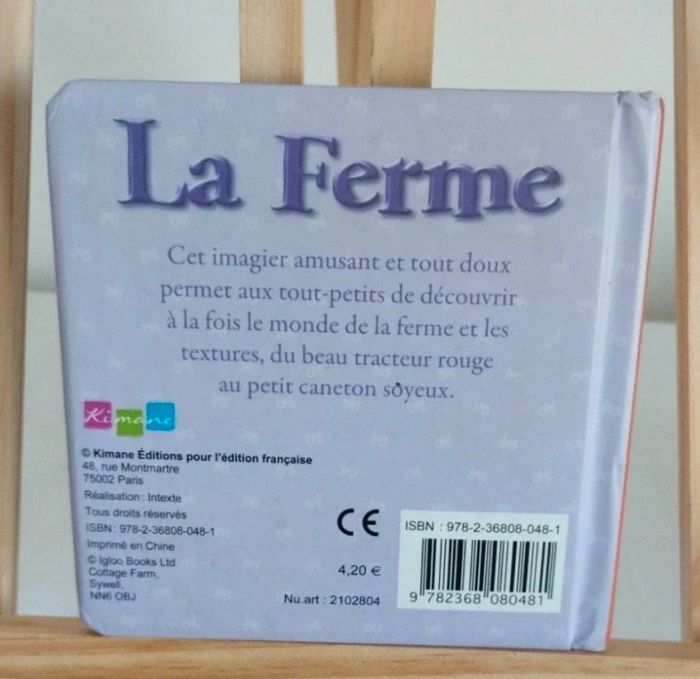 La Ferme
Cet imagier amusant et tout doux
permet aux tout-petits de découvrir
à la fois le monde de la ferme et les
textures, du beau tracteur rouge
au petit caneton soyeux.
Kimane
© Kimane Éditions pour l'édition française
48, rue Montmartre
75002 Paris
Réalisation : Intexte
Tous droits réservés
ISBN : 978-2-36808-048-1
Imprimé en Chine
© Igloo Books Ltd
Cottage Farm,
Sywell,
NN6 OBJ
CE
4,20 €
Nu.art : 2102804
ISBN : 978-2-36808-048-1
9 782368 080481